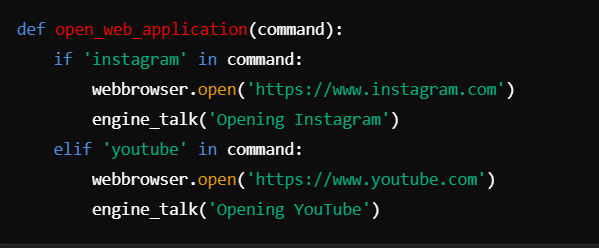 def open_web_application(command):
    if 'instagram' in command:
        webbrowser.open('https://www.instagram.com')
        engine_talk('Opening Instagram')
    elif 'youtube' in command:
        webbrowser.open('https://www.youtube.com')
        engine_talk('Opening YouTube')